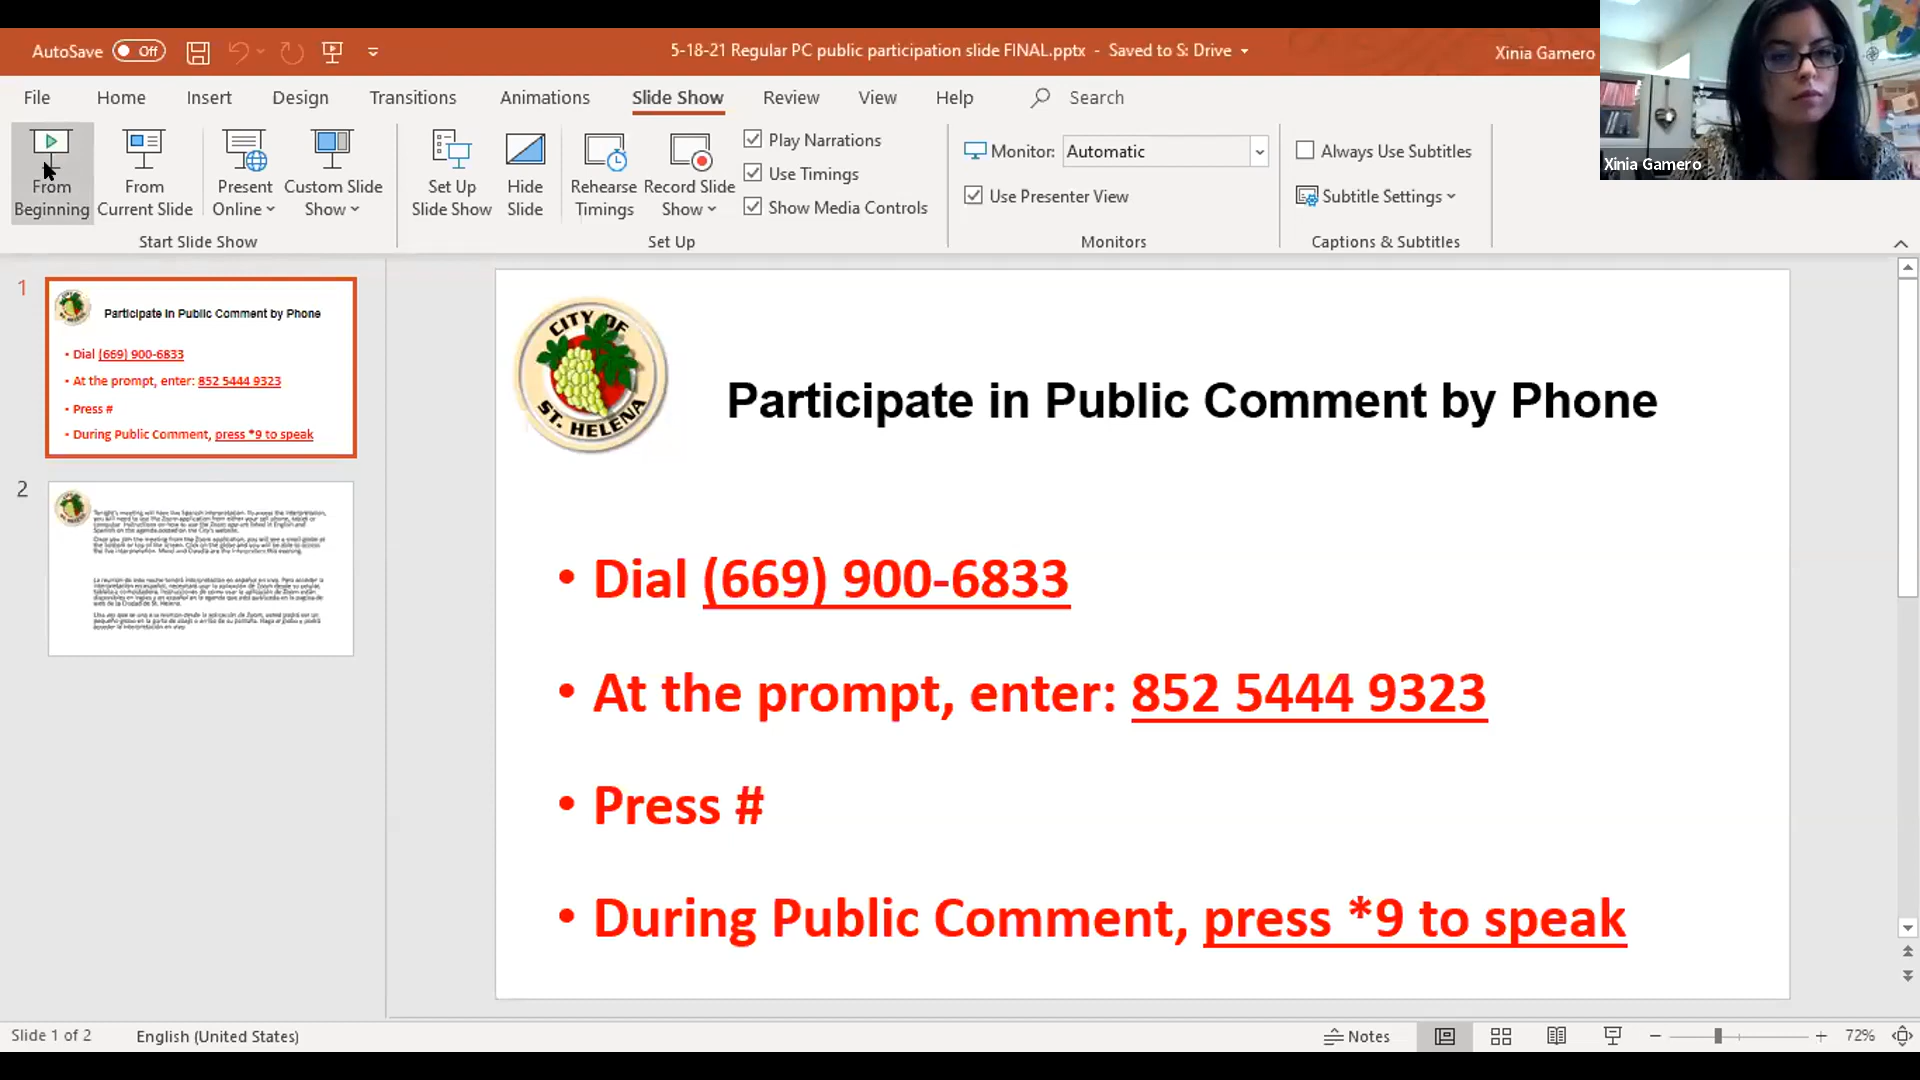 AutoSave Off
5-18-21 Regular PC public participation slide FINAL.pptx - Saved to S: Drive
Xinia Gamero
File Home Insert Design Transitions Animations Slide Show Review View Help Search
From Beginning
From Current Slide
Present Online
Custom Slide Show
Set Up Slide Show
Hide Slide
Rehearse Timings
Record Slide Show
Play Narrations
Use Timings
Show Media Controls
Monitor: Automatic
Use Presenter View
Always Use Subtitles
Subtitle Settings
Start Slide Show
Set Up
Monitors
Captions & Subtitles
Xinia Gamero
1
Participate in Public Comment by Phone
• Dial (669) 900-6833
• At the prompt, enter: 852 5444 9323
• Press #
• During Public Comment, press *9 to speak
2
CITY OF
ST. HELENA
Participate in Public Comment by Phone
• Dial (669) 900-6833
• At the prompt, enter: 852 5444 9323
• Press #
• During Public Comment, press *9 to speak
Slide 1 of 2
English (United States)
Notes
72%